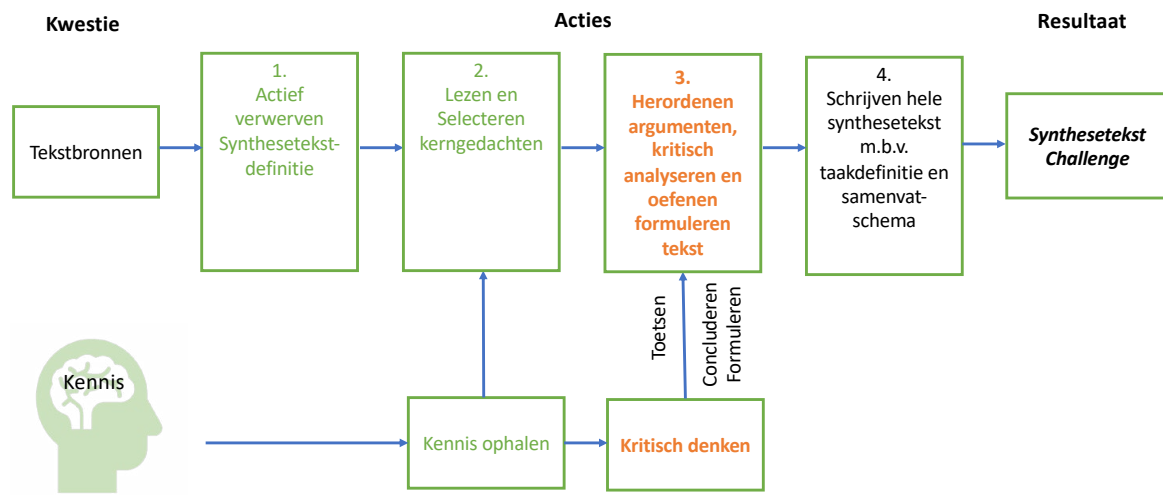 Kwestie
Acties
Resultaat
Tekstbronnen
1.
Actief
verwerven
Synthesetekst-
definitie
2.
Lezen en
Selecteren
kerngedachten
3.
Herordenen
argumenten,
kritisch
analyseren en
oefenen
formuleren
tekst
4.
Schrijven hele
synthesetekst
m.b.v.
taakdefinitie en
samenvat-
schema
Synthesetekst
Challenge
Toetsen
Concluderen
Formuleren
Kennis
Kennis ophalen
Kritisch denken